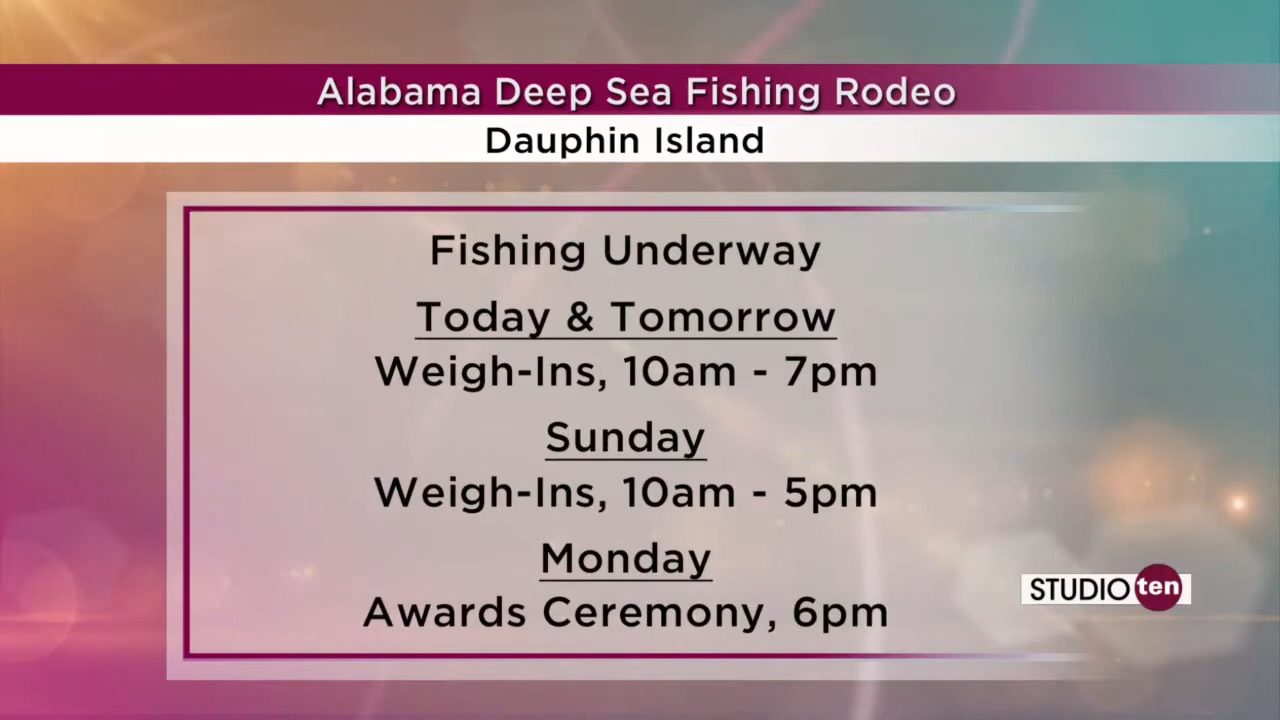 Alabama Deep Sea Fishing Rodeo
Dauphin Island
Fishing Underway
Today & Tomorrow
Weigh-Ins, 10am - 7pm
Sunday
Weigh-Ins, 10am - 5pm
Monday
Awards Ceremony, 6pm
STUDIO ten